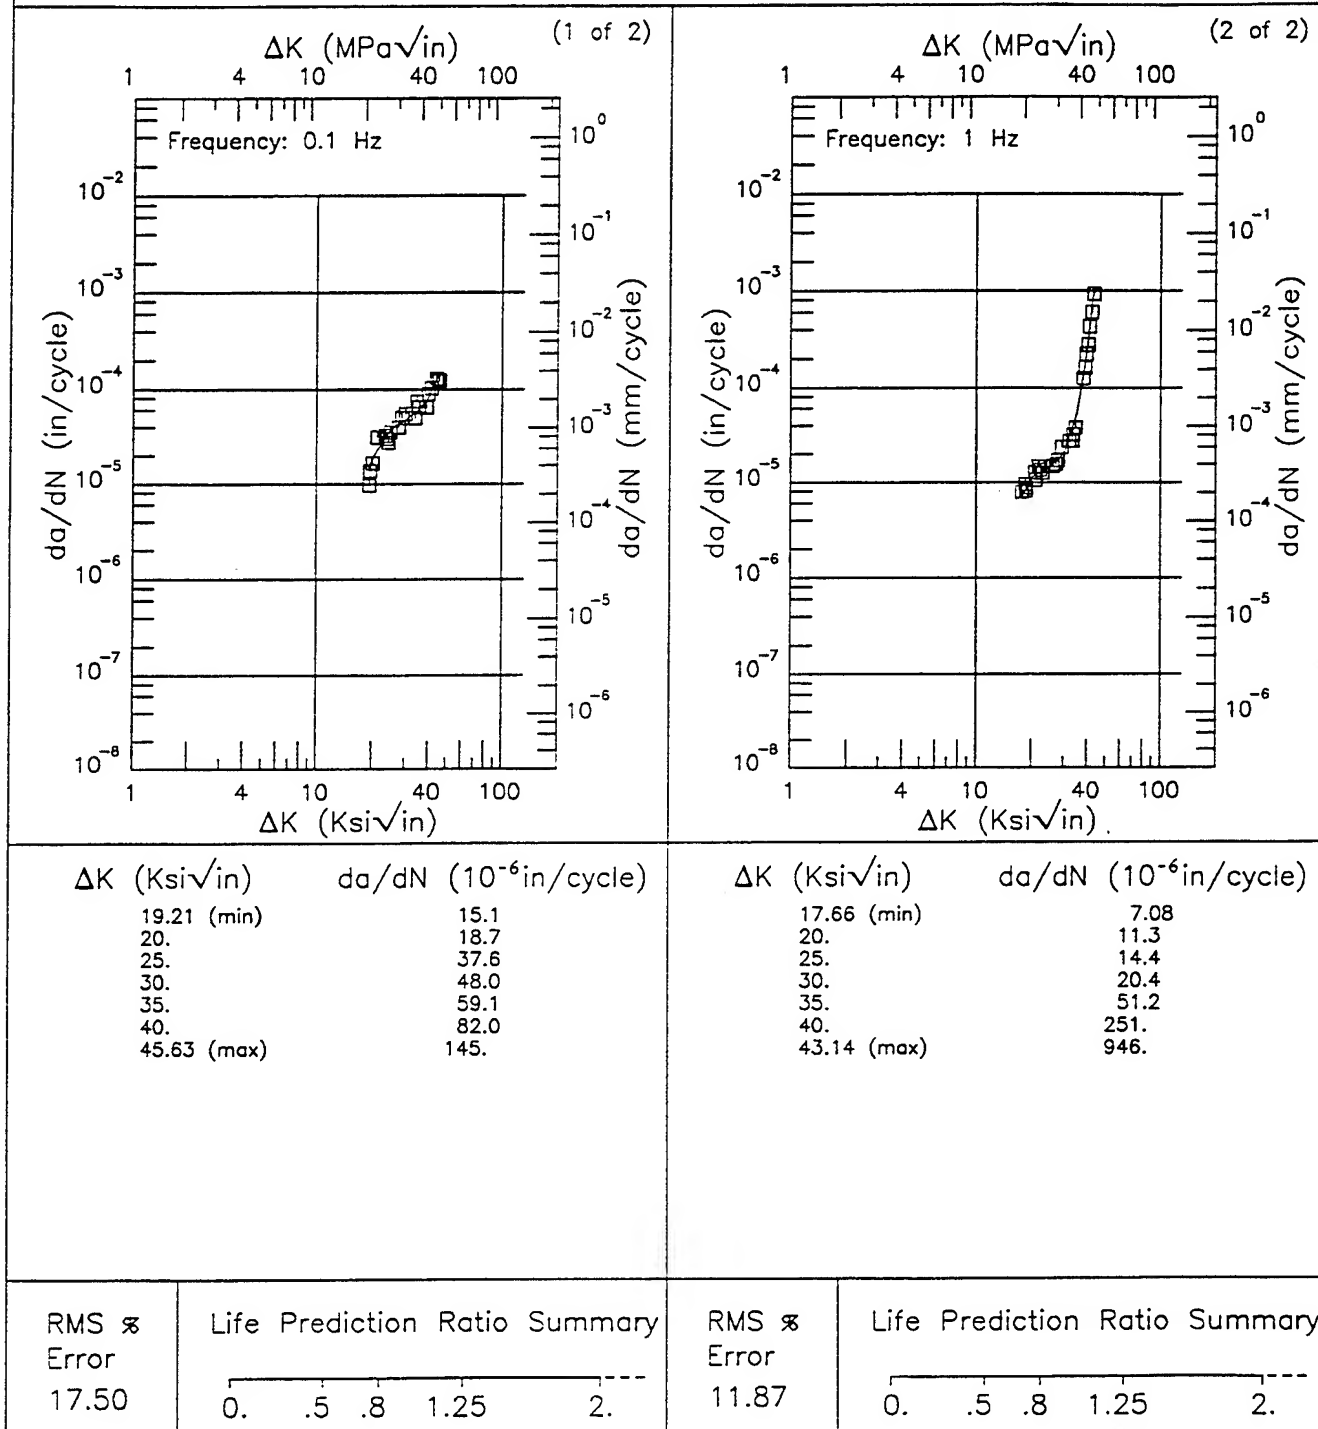 (1 of 2)
ΔK (MPa√in)
1 4 10 40 100
Frequency: 0.1 Hz
10⁰
10⁻²
10⁻¹
10⁻³
10⁻²
10⁻⁴
10⁻³
10⁻⁵
10⁻⁴
10⁻⁶
10⁻⁵
10⁻⁷
10⁻⁶
10⁻⁸
da/dN (in/cycle)
da/dN (mm/cycle)
1 4 10 40 100
ΔK (Ksi√in)
(2 of 2)
ΔK (MPa√in)
1 4 10 40 100
Frequency: 1 Hz
10⁰
10⁻²
10⁻¹
10⁻³
10⁻²
10⁻⁴
10⁻³
10⁻⁵
10⁻⁴
10⁻⁶
10⁻⁵
10⁻⁷
10⁻⁶
10⁻⁸
da/dN (in/cycle)
da/dN (mm/cycle)
1 4 10 40 100
ΔK (Ksi√in)
ΔK (Ksi√in) da/dN (10⁻⁶in/cycle)
19.21 (min) 15.1
20. 18.7
25. 37.6
30. 48.0
35. 59.1
40. 82.0
45.63 (max) 145.
ΔK (Ksi√in) da/dN (10⁻⁶in/cycle)
17.66 (min) 7.08
20. 11.3
25. 14.4
30. 20.4
35. 51.2
40. 251.
43.14 (max) 946.
RMS %
Error
17.50
Life Prediction Ratio Summary
0. .5 .8 1.25 2.
RMS %
Error
11.87
Life Prediction Ratio Summary
0. .5 .8 1.25 2.